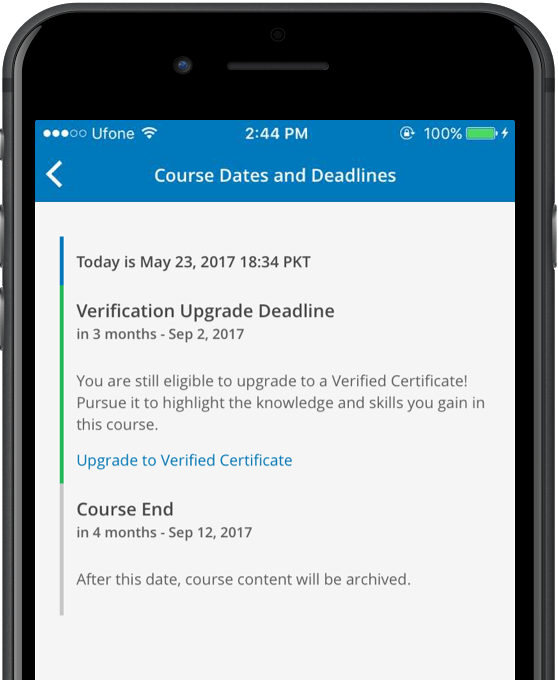 Ufone 2:44 PM 100%
Course Dates and Deadlines
Today is May 23, 2017 18:34 PKT
Verification Upgrade Deadline
in 3 months - Sep 2, 2017
You are still eligible to upgrade to a Verified Certificate!
Pursue it to highlight the knowledge and skills you gain in
this course.
Upgrade to Verified Certificate
Course End
in 4 months - Sep 12, 2017
After this date, course content will be archived.